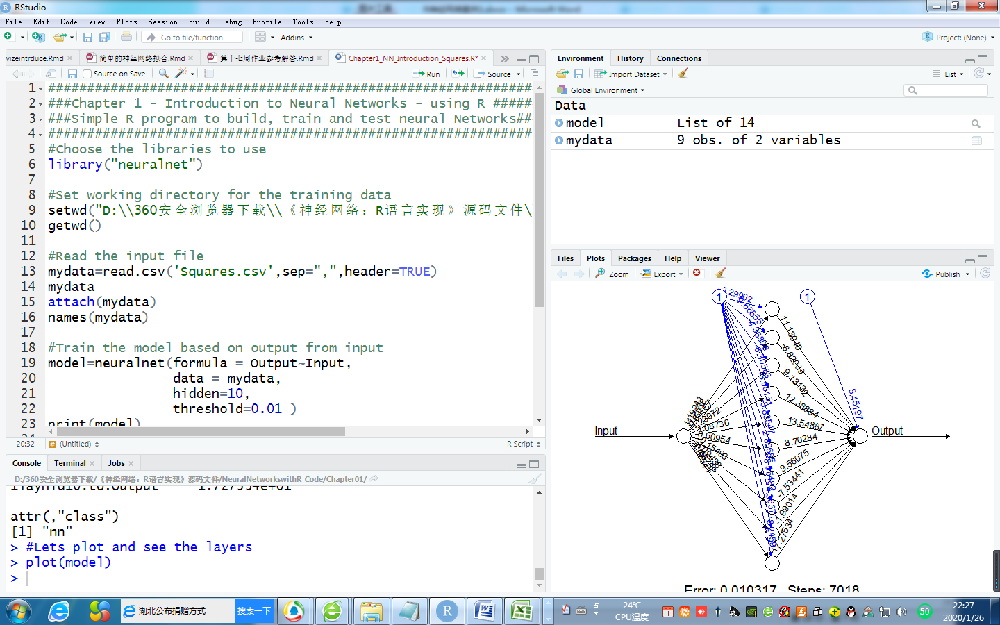 RStudio
File Edit Code View Plots Session Build Debug Profile Tools Help
Go to file/function Addins Project: (None)
vizeintrduce.Rmd 简单的神经网络拟合.Rmd 第十七周作业参考解答.Rmd Chapter1_NN_Introduction_Squares.R*
Source on Save Run Source
1 ##############################################################
2 ###Chapter 1 - Introduction to Neural Networks - using R #####
3 ###Simple R program to build, train and test neural Networks##
4 ##############################################################
5 #Choose the libraries to use
6 library("neuralnet")
7
8 #Set working directory for the training data
9 setwd("D:\\360安全浏览器下载\\《神经网络：R语言实现》源码文件\
10 getwd()
11
12 #Read the input file
13 mydata=read.csv('Squares.csv',sep=",",header=TRUE)
14 mydata
15 attach(mydata)
16 names(mydata)
17
18 #Train the model based on output from input
19 model=neuralnet(formula = Output~Input,
20 data = mydata,
21 hidden=10,
22 threshold=0.01 )
23 print(model)
24
20:32 (Untitled) R Script
Console Terminal Jobs
D:/360安全浏览器下载/《神经网络：R语言实现》源码文件/NeuralNetworkswithR_Code/Chapter01/
attr(,"class")
[1] "nn"
> #Lets plot and see the layers
> plot(model)
>
Environment History Connections
Import Dataset List
Global Environment
Data
model List of 14
mydata 9 obs. of 2 variables
Files Plots Packages Help Viewer
Zoom Export Publish
1 1
3.29962
11.13048
-8.82039
9.13132
12.38884
13.54887
8.70284
9.56075
-7.53441
-1.99014
17.27534
8.45197
0.60954
Input
Output
Error: 0.010317 Steps: 7018
湖北公布捐赠方式 搜索一下
24℃
CPU温度
50
22:27
2020/1/26